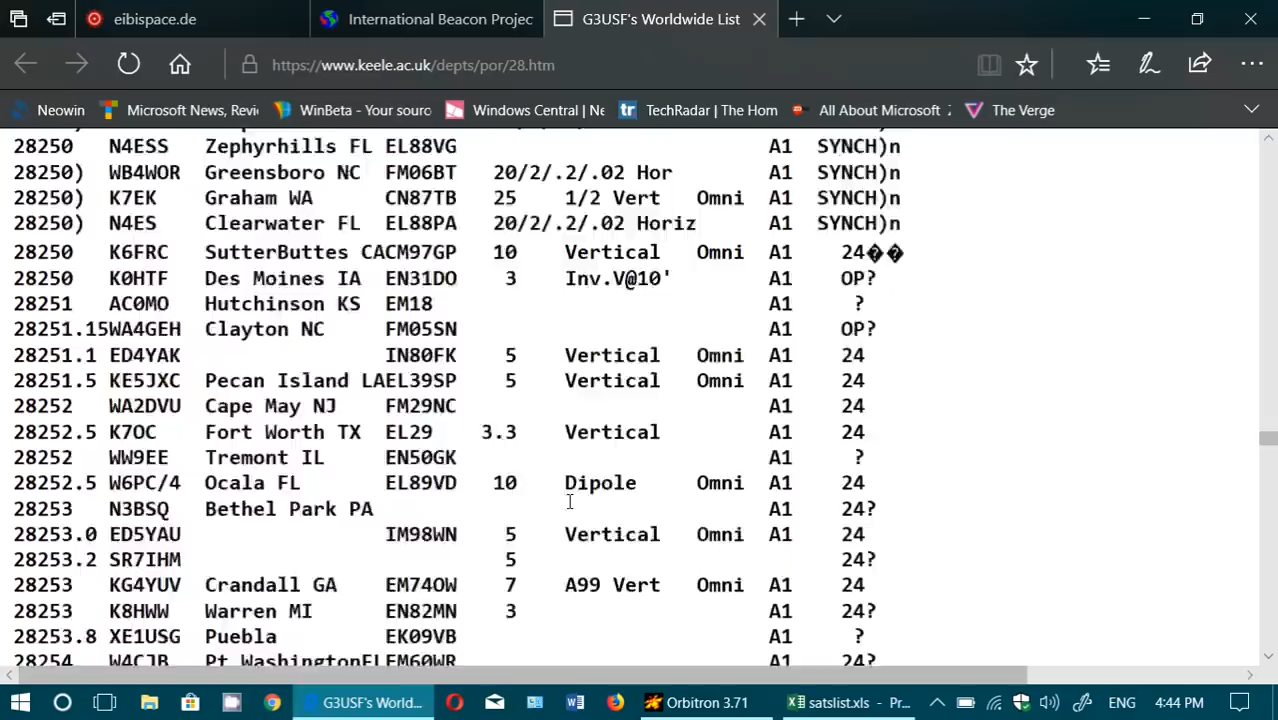 eibispace.de
International Beacon Projec
G3USF's Worldwide List
https://www.keele.ac.uk/depts/por/28.htm
Neowin
Microsoft News, Revie
WinBeta - Your sourc
Windows Central | Ne
TechRadar | The Hom
All About Microsoft
The Verge
28250 N4ESS Zephyrhills FL EL88VG A1 SYNCH)n
28250) WB4WOR Greensboro NC FM06BT 20/2/.2/.02 Hor A1 SYNCH)n
28250) K7EK Graham WA CN87TB 25 1/2 Vert Omni A1 SYNCH)n
28250) N4ES Clearwater FL EL88PA 20/2/.2/.02 Horiz A1 SYNCH)n
28250 K6FRC SutterButtes CACM97GP 10 Vertical Omni A1 24��
28250 K0HTF Des Moines IA EN31DO 3 Inv.V@10' A1 OP?
28251 AC0MO Hutchinson KS EM18 A1 ?
28251.15WA4GEH Clayton NC FM05SN A1 OP?
28251.1 ED4YAK IN80FK 5 Vertical Omni A1 24
28251.5 KE5JXC Pecan Island LAEL39SP 5 Vertical Omni A1 24
28252 WA2DVU Cape May NJ FM29NC A1 24
28252.5 K7OC Fort Worth TX EL29 3.3 Vertical A1 24
28252 WW9EE Tremont IL EN50GK A1 ?
28252.5 W6PC/4 Ocala FL EL89VD 10 Dipole Omni A1 24
28253 N3BSQ Bethel Park PA A1 24?
28253.0 ED5YAU IM98WN 5 Vertical Omni A1 24
28253.2 SR7IHM 5 24?
28253 KG4YUV Crandall GA EM74OW 7 A99 Vert Omni A1 24
28253 K8HWW Warren MI EN82MN 3 A1 24?
28253.8 XE1USG Puebla EK09VB A1 ?
28254 W4CJB Pt WashingtonFLEM60WR A1 24?
G3USF's World...
Orbitron 3.71
satslist.xls - Pr...
ENG
4:44 PM